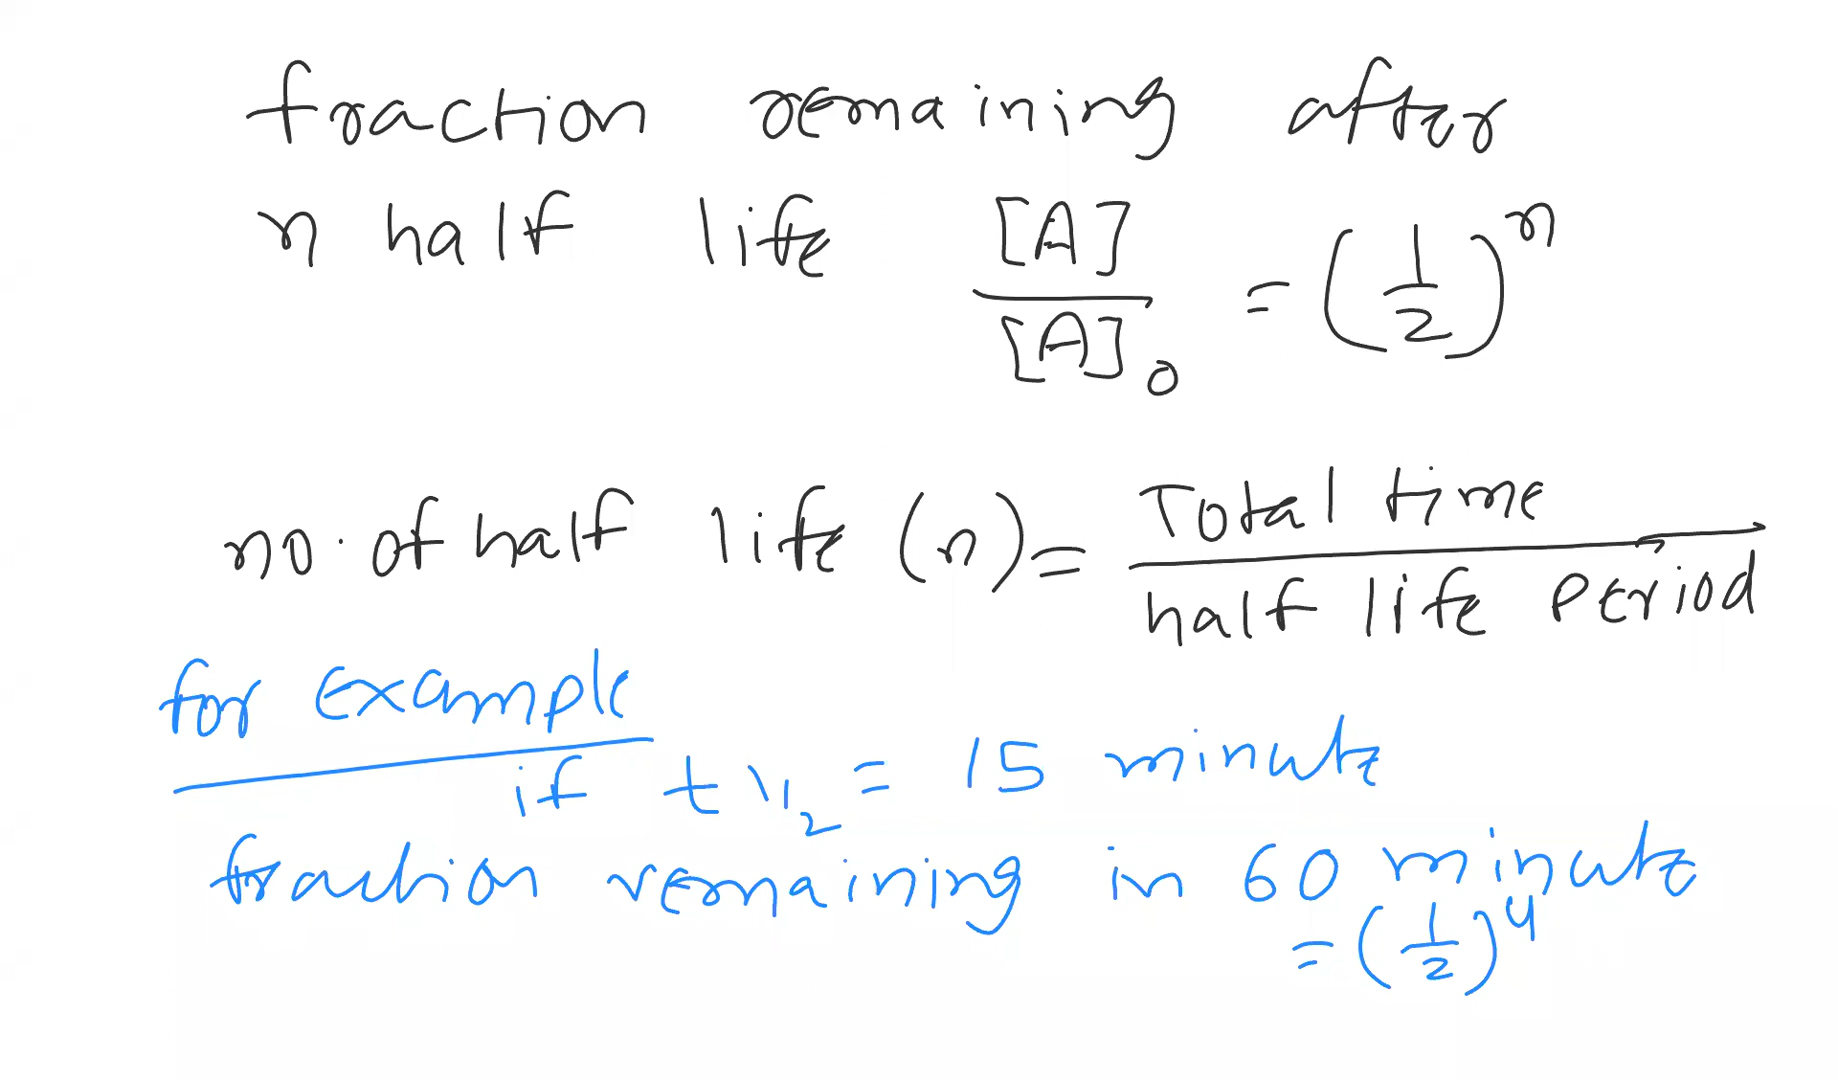 fraction remaining after
n half life [A]/[A]₀ = (1/2)ⁿ
no. of half life (n) = Total time / half life period
for example
if t1/2 = 15 minute
fraction remaining in 60 minute
= (1/2)⁴